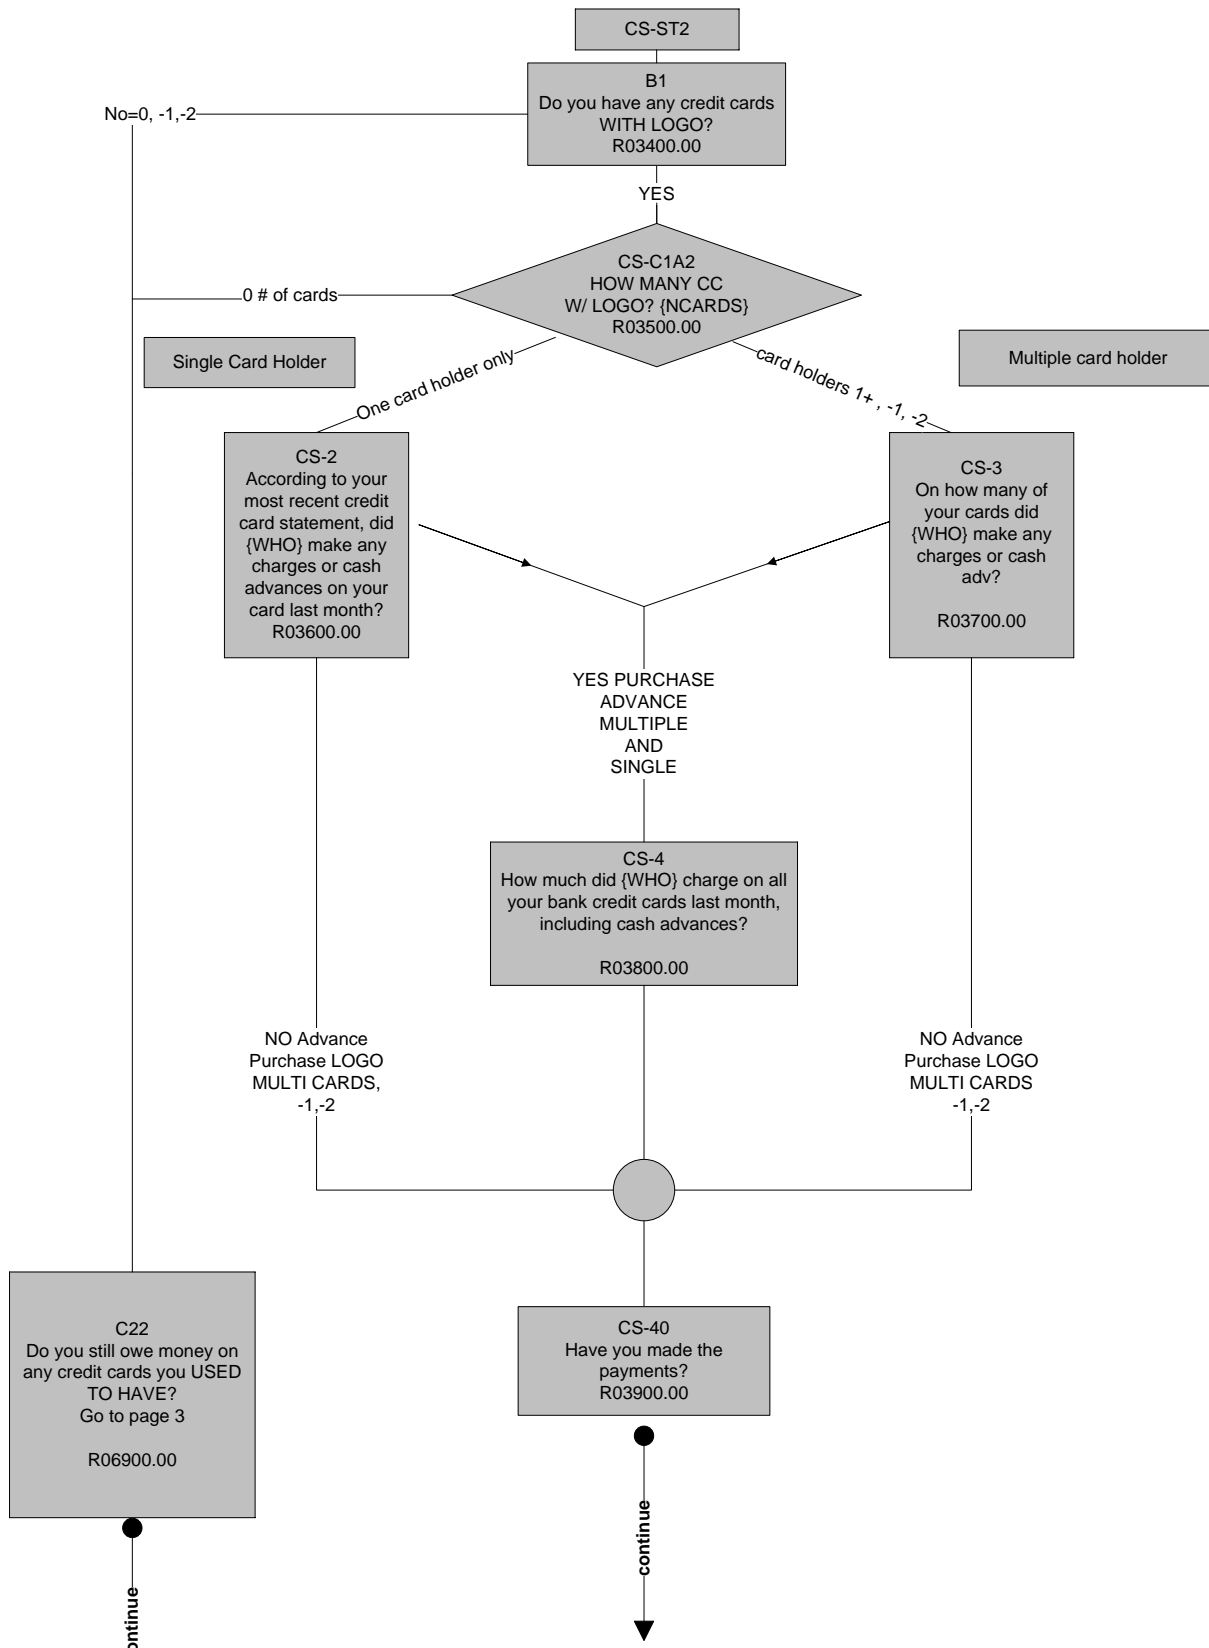 CS-ST2
B1
Do you have any credit cards
WITH LOGO?
R03400.00
No=0, -1,-2
YES
CS-C1A2
HOW MANY CC
W/ LOGO? {NCARDS}
R03500.00
0 # of cards
Single Card Holder
One card holder only
card holders 1+ , -1, -2
Multiple card holder
CS-2
According to your
most recent credit
card statement, did
{WHO} make any
charges or cash
advances on your
card last month?
R03600.00
CS-3
On how many of
your cards did
{WHO} make any
charges or cash
adv?
R03700.00
YES PURCHASE
ADVANCE
MULTIPLE
AND
SINGLE
CS-4
How much did {WHO} charge on all
your bank credit cards last month,
including cash advances?
R03800.00
NO Advance
Purchase LOGO
MULTI CARDS,
-1,-2
NO Advance
Purchase LOGO
MULTI CARDS
-1,-2
C22
Do you still owe money on
any credit cards you USED
TO HAVE?
Go to page 3
R06900.00
CS-40
Have you made the
payments?
R03900.00
continue
ontinue